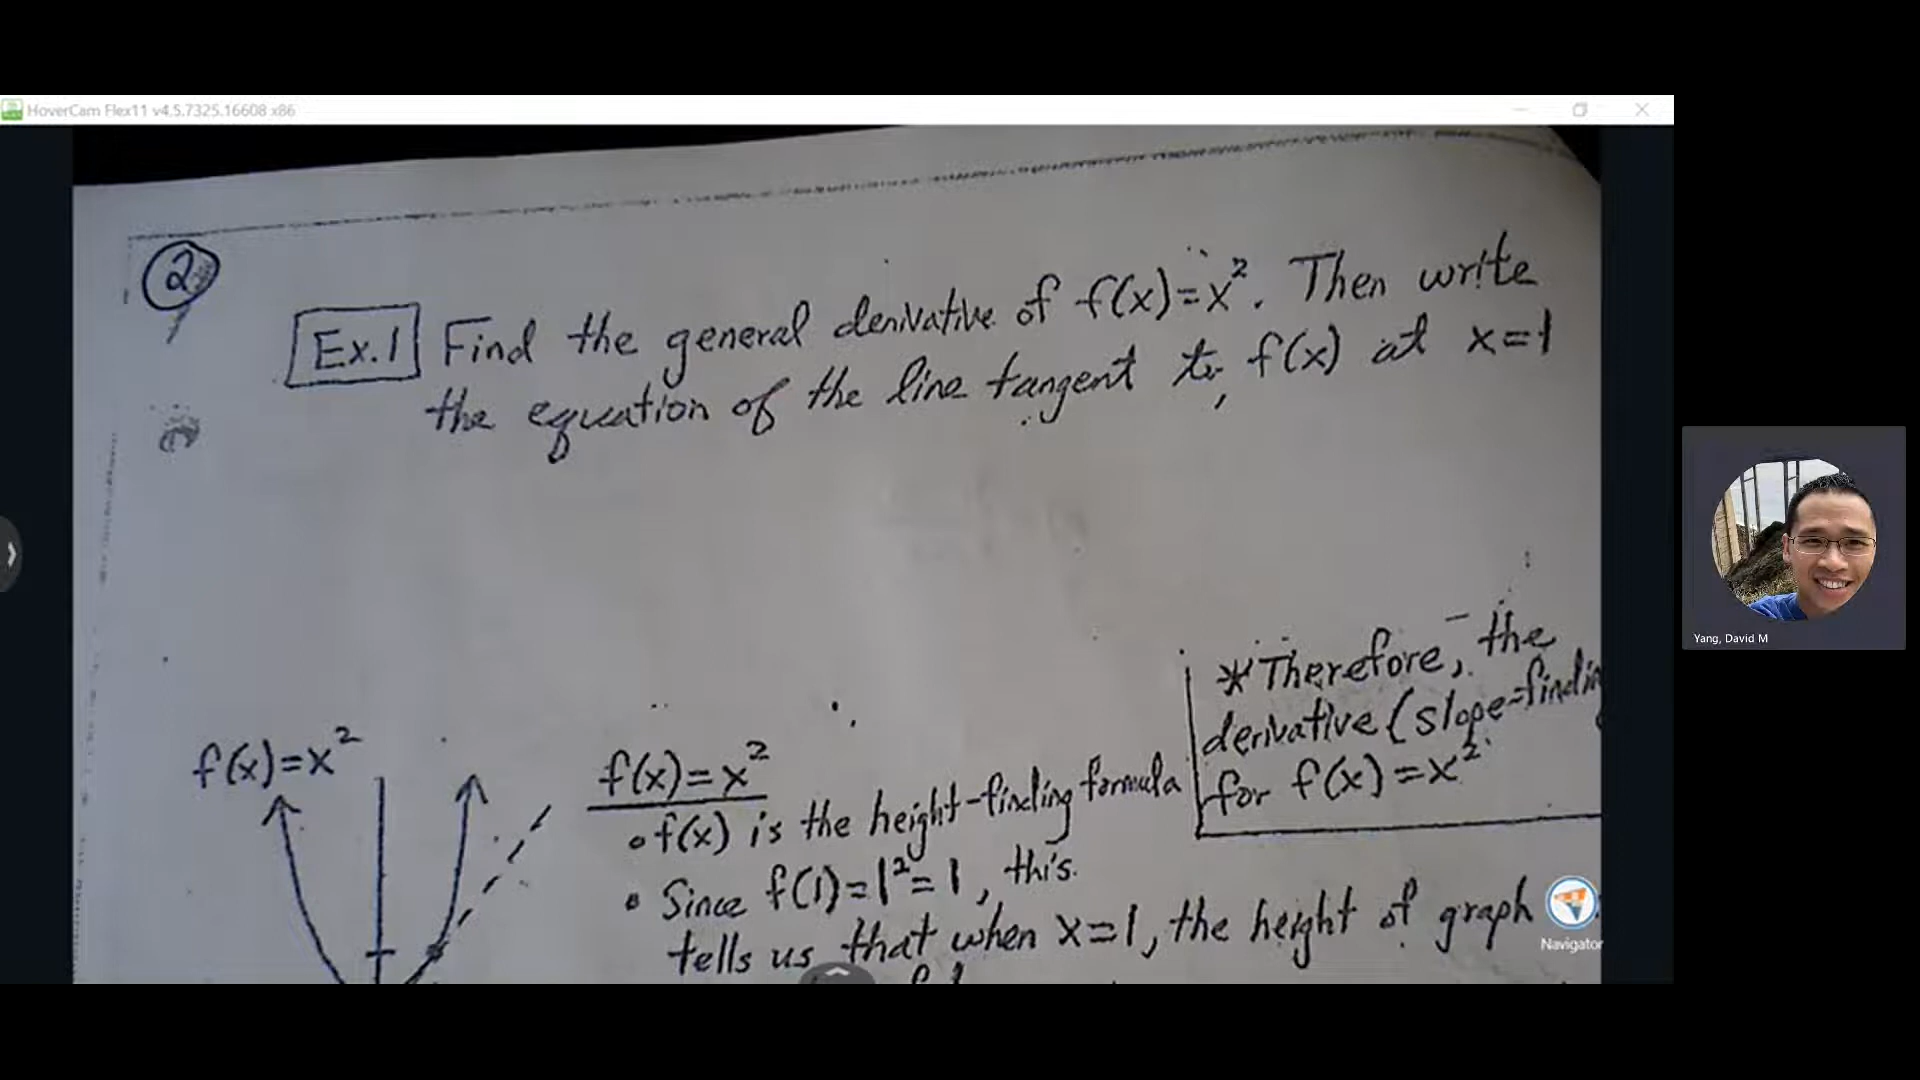 HoverCam Flex11 v4.5.7325.16608 x86
2
Ex.1 Find the general derivative of f(x)=x². Then write
the equation of the line tangent to f(x) at x=1
*Therefore, the
derivative (slope-finding
for f(x)=x²
f(x)=x²
f(x)=x²
• f(x) is the height-finding formula
• Since f(1)=1²=1, this
tells us that when x=1, the height of graph
Navigator
Yang, David M